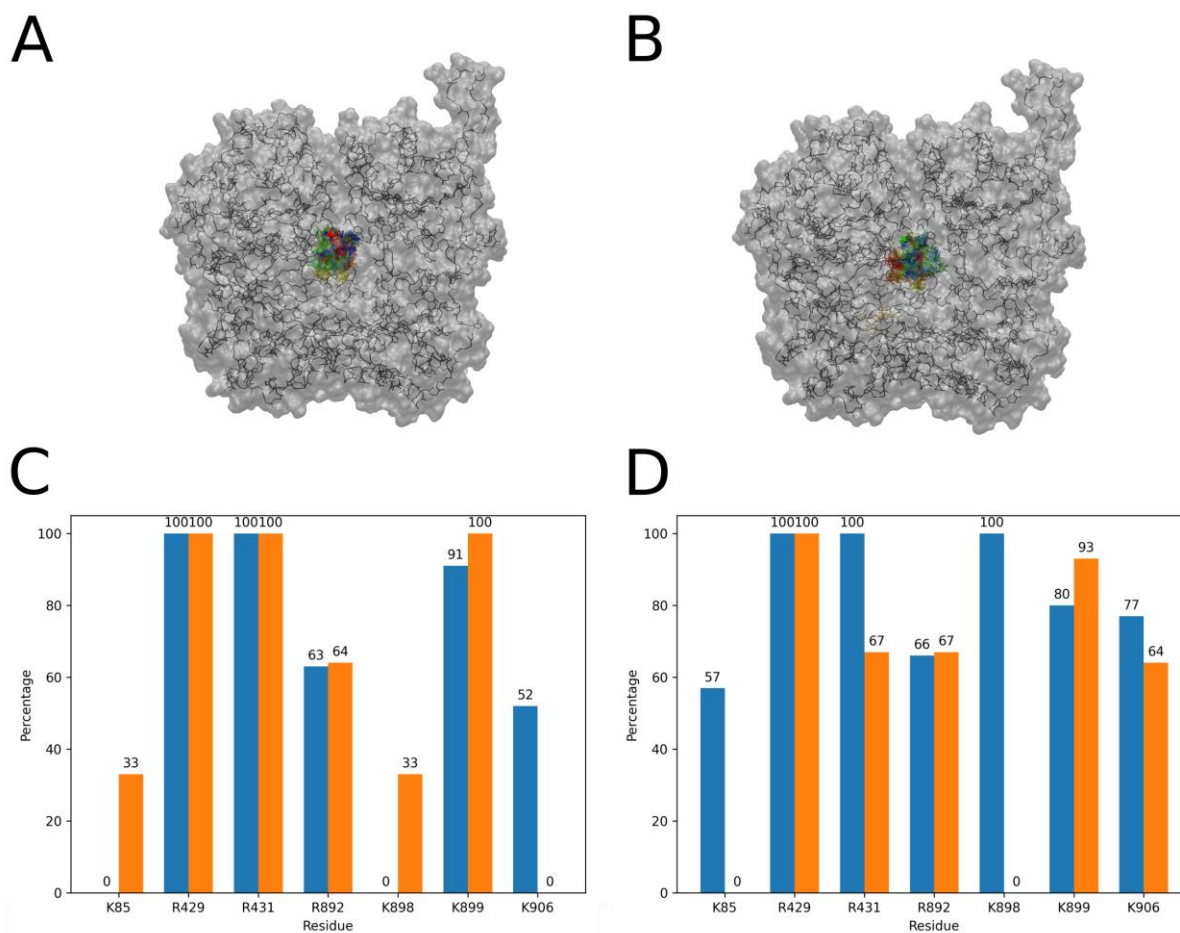 A
B
C
D
100100
100100
100
100
80
60
40
20
0
Percentage
0
33
63
64
0
33
91
52
0
K85
R429
R431
R892
K898
K899
K906
Residue
100100
100
100
100
80
60
40
20
0
Percentage
57
0
67
66
67
0
80
93
77
64
K85
R429
R431
R892
K898
K899
K906
Residue